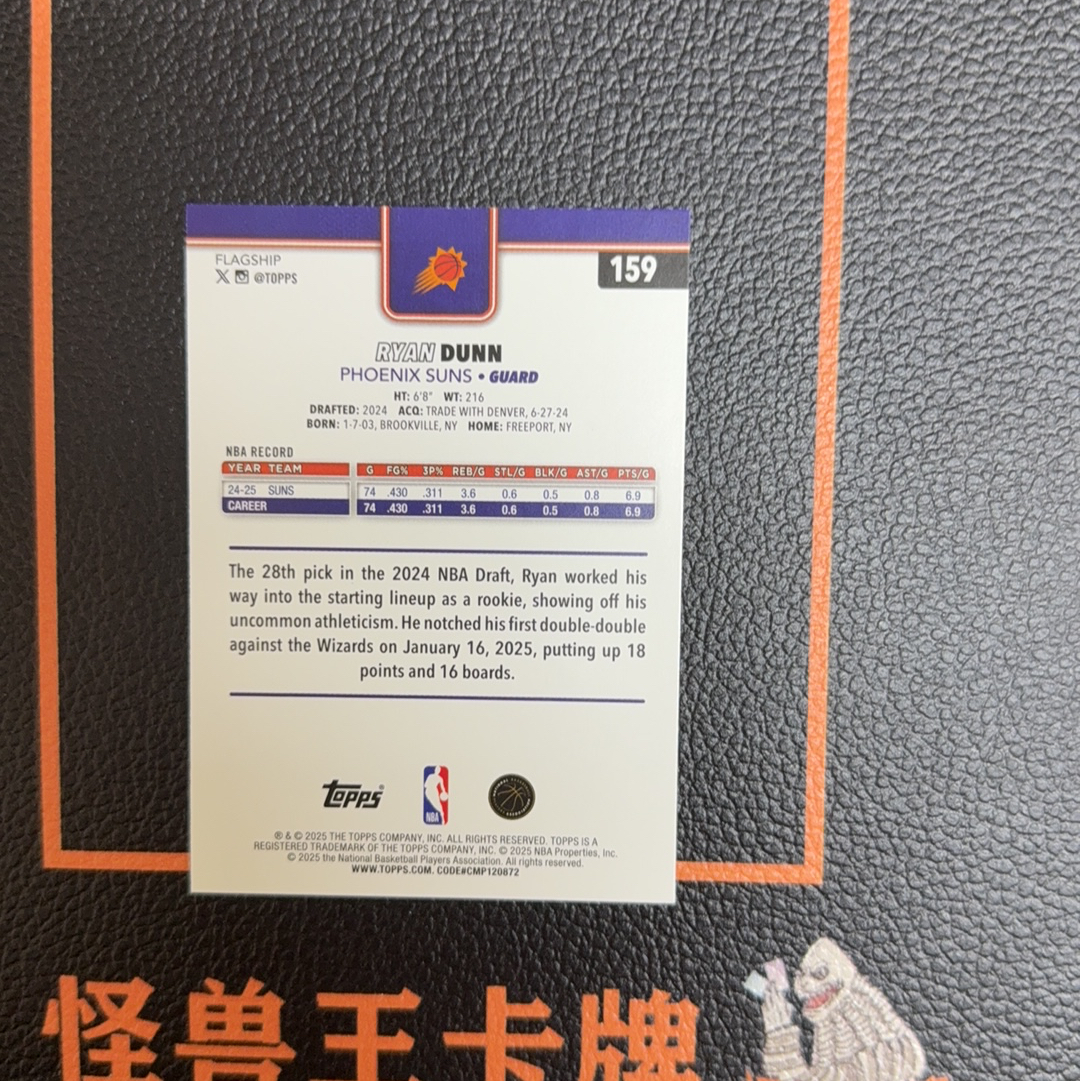 FLAGSHIP
@TOPPS
159
RYAN DUNN
PHOENIX SUNS • GUARD
HT: 6'8" WT: 216
DRAFTED: 2024 ACQ: TRADE WITH DENVER, 6-27-24
BORN: 1-7-03, BROOKVILLE, NY HOME: FREEPORT, NY
NBA RECORD
YEAR TEAM G FG% 3P% REB/G STL/G BLK/G AST/G PTS/G
24-25 SUNS 74 .430 .311 3.6 0.6 0.5 0.8 6.9
CAREER 74 .430 .311 3.6 0.6 0.5 0.8 6.9
The 28th pick in the 2024 NBA Draft, Ryan worked his
way into the starting lineup as a rookie, showing off his
uncommon athleticism. He notched his first double-double
against the Wizards on January 16, 2025, putting up 18
points and 16 boards.
topps NBA
® & © 2025 THE TOPPS COMPANY, INC. ALL RIGHTS RESERVED. TOPPS IS A
REGISTERED TRADEMARK OF THE TOPPS COMPANY, INC. © 2025 NBA Properties, Inc.
© 2025 the National Basketball Players Association. All rights reserved.
WWW.TOPPS.COM. CODE#CMP120872
怪兽王卡牌